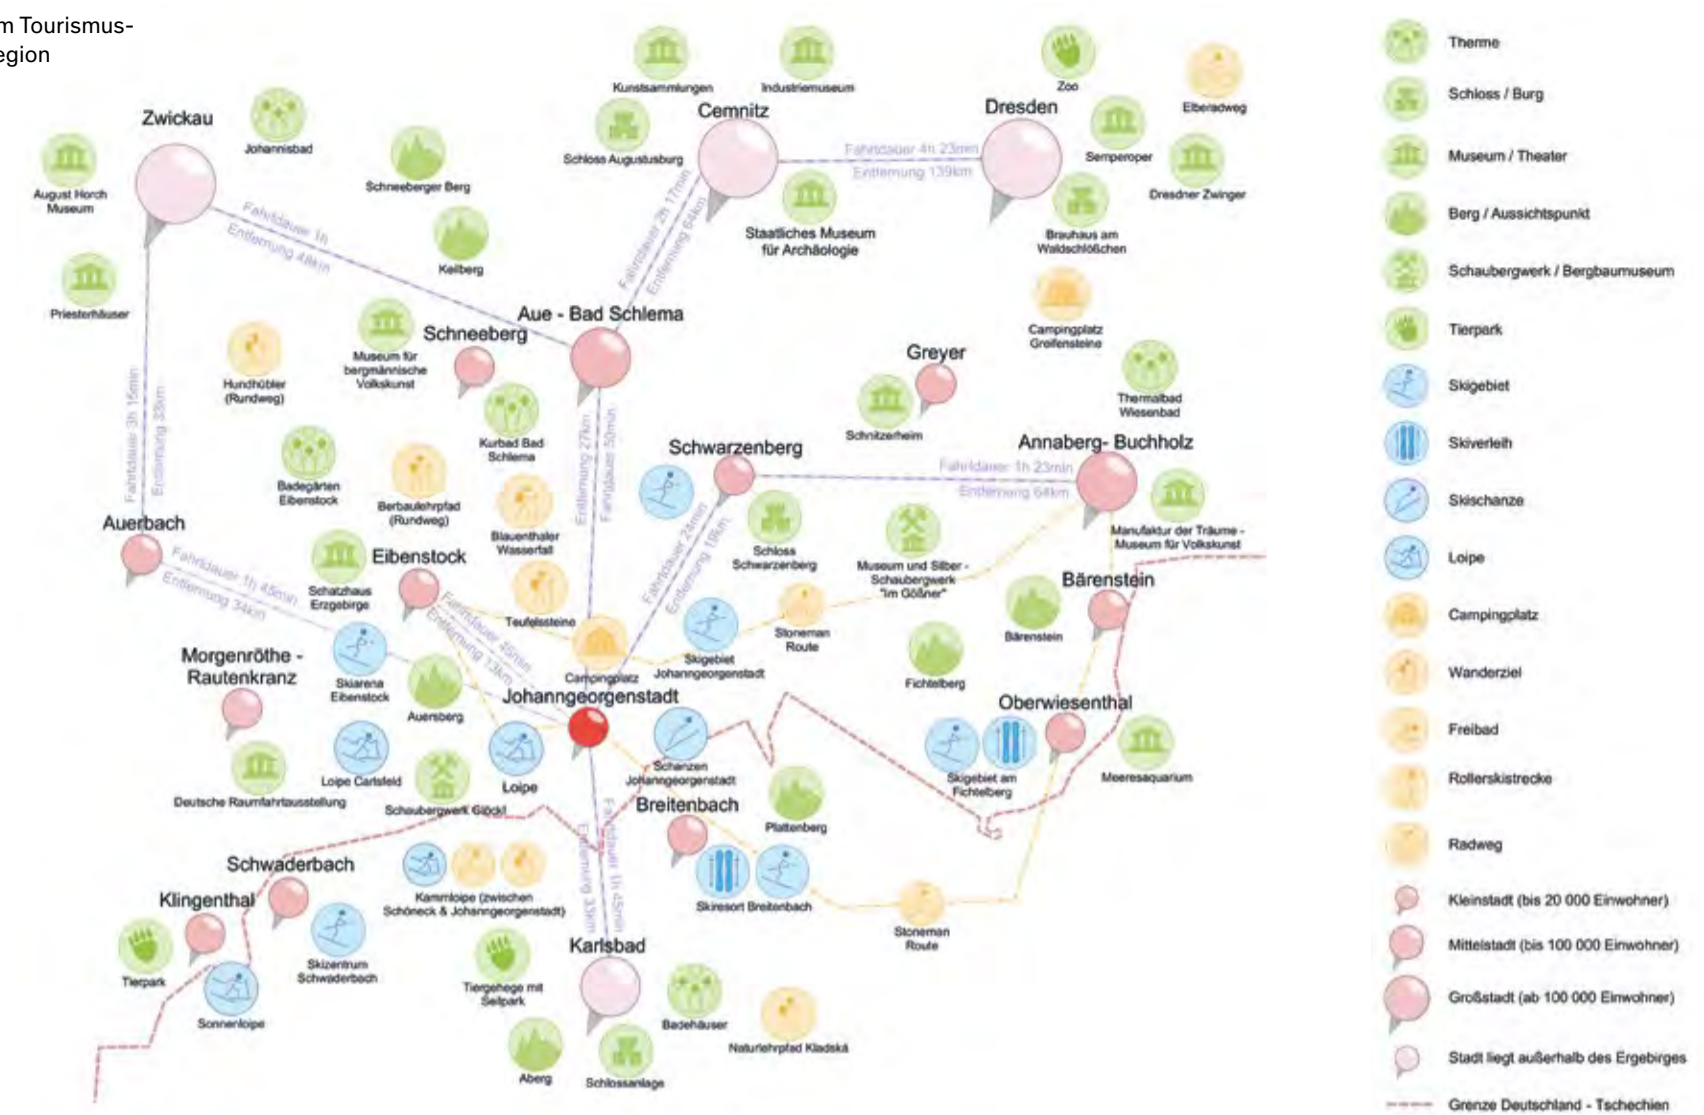 m Tourismus-
egion
Kunstsammlungen
Industriemuseum
Zoo
Elberadweg
Zwickau
Johannisbad
Cemnitz
Dresden
August Horch
Museum
Schneeberger Berg
Schloss Augustusburg
Fahrtdauer 4h 23min
Entfernung 139km
Semperoper
Dresdner Zwinger
Fahrtdauer 1h
Entfernung 48km
Keilberg
Fahrtdauer 2h 17min
Entfernung 64km
Staatliches Museum
für Archäologie
Brauhaus am
Waldschlößchen
Priesterhäuser
Aue - Bad Schlema
Schneeberg
Museum für
bergmännische
Volkskunst
Hundhübler
(Rundweg)
Campingplatz
Greifensteine
Greyer
Schnitzerheim
Thermalbad
Wiesenbad
Fahrtdauer 3h 16min
Entfernung 33km
Kurbad Bad
Schlema
Entfernung 27km
Fahrtdauer 50min
Schwarzenberg
Fahrtdauer 1h 23min
Entfernung 64km
Annaberg- Buchholz
Badegärten
Eibenstock
Berbaulehrpfad
(Rundweg)
Blauenthaler
Wasserfall
Fahrtdauer 24min
Entfernung 19km
Schloss
Schwarzenberg
Manufaktur der Träume -
Museum für Volkskunst
Auerbach
Fahrtdauer 1h 45min
Entfernung 34km
Eibenstock
Schatzhaus
Erzgebirge
Museum und Silber -
Schaubergwerk
"im Gößner"
Bärenstein
Bärenstein
Fahrtdauer 45min
Entfernung 13km
Teufelssteine
Stoneman
Route
Morgenröthe -
Rautenkranz
Skiarena
Eibenstock
Auersberg
Campingplatz
Skigebiet
Johanngeorgenstadt
Fichtelberg
Johanngeorgenstadt
Oberwiesenthal
Deutsche Raumfahrtausstellung
Loipe Carlsfeld
Schaubergwerk Glöckl
Loipe
Schanzen
Johanngeorgenstadt
Skigebiet am
Fichtelberg
Meeresaquarium
Breitenbach
Plattenberg
Entfernung 33km
Fahrtdauer 1h 45min
Schwaderbach
Kammloipe (zwischen
Schöneck & Johanngeorgenstadt)
Skiresort Breitenbach
Klingenthal
Stoneman
Route
Tierpark
Skizentrum
Schwaderbach
Sonnenloipe
Karlsbad
Tiergehege mit
Seilpark
Badehäuser
Naturlehrpfad Kladská
Aberg
Schlossanlage
Therme
Schloss / Burg
Museum / Theater
Berg / Aussichtspunkt
Schaubergwerk / Bergbaumuseum
Tierpark
Skigebiet
Skiverleih
Skischanze
Loipe
Campingplatz
Wanderziel
Freibad
Rollerskistrecke
Radweg
Kleinstadt (bis 20 000 Einwohner)
Mittelstadt (bis 100 000 Einwohner)
Großstadt (ab 100 000 Einwohner)
Stadt liegt außerhalb des Ergebirges
Grenze Deutschland - Tschechien